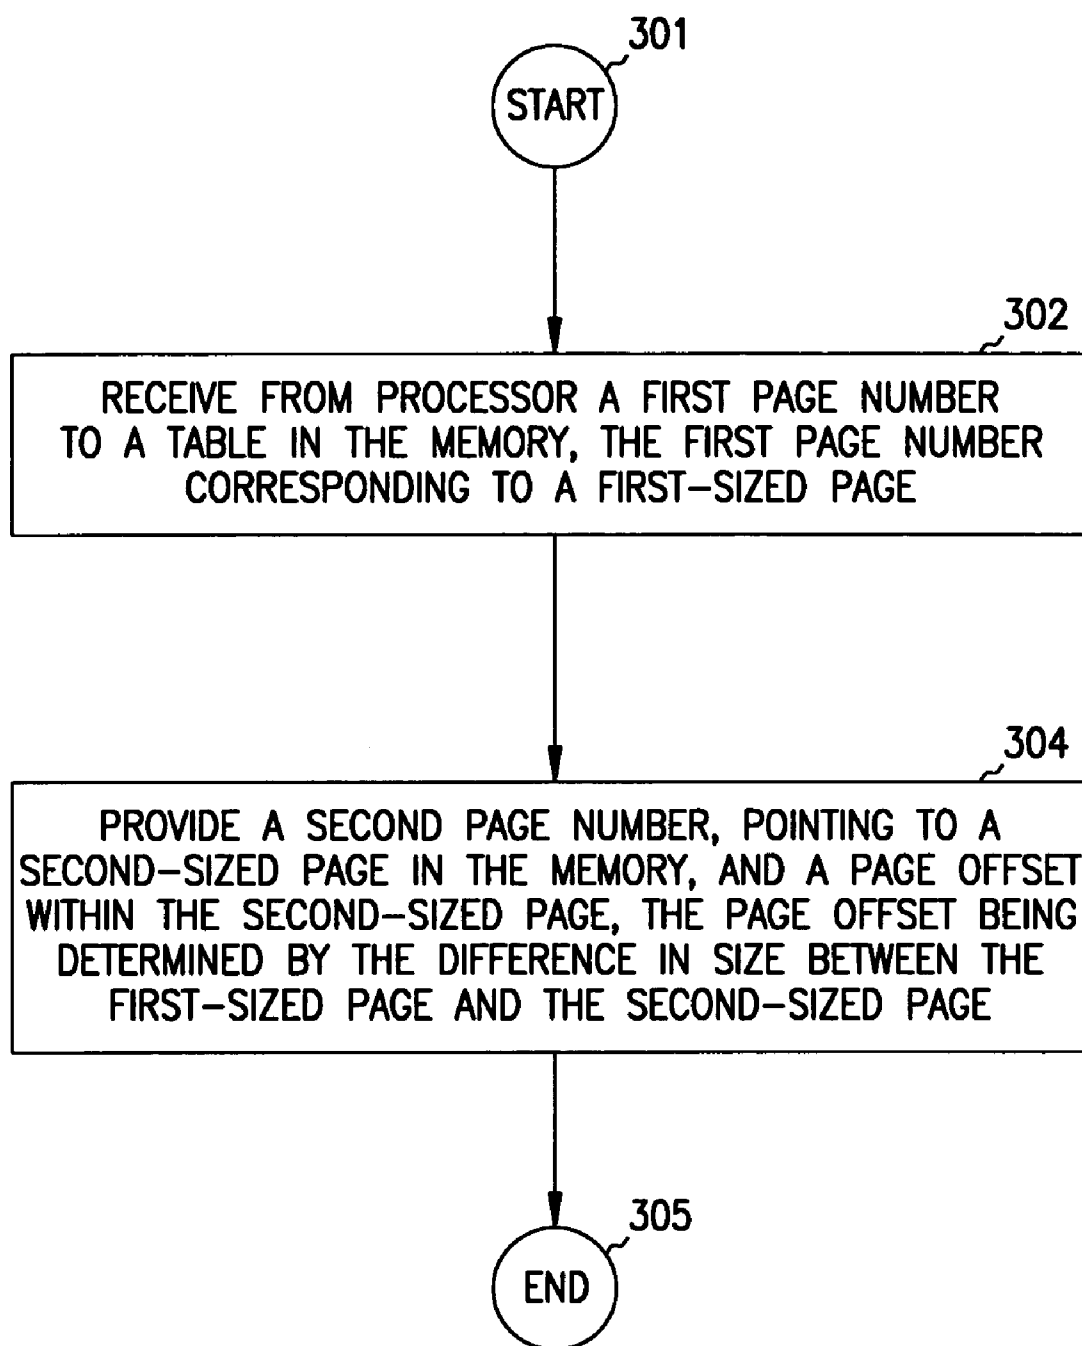 301
START
302
RECEIVE FROM PROCESSOR A FIRST PAGE NUMBER
TO A TABLE IN THE MEMORY, THE FIRST PAGE NUMBER
CORRESPONDING TO A FIRST-SIZED PAGE
304
PROVIDE A SECOND PAGE NUMBER, POINTING TO A
SECOND-SIZED PAGE IN THE MEMORY, AND A PAGE OFFSET
WITHIN THE SECOND-SIZED PAGE, THE PAGE OFFSET BEING
DETERMINED BY THE DIFFERENCE IN SIZE BETWEEN THE
FIRST-SIZED PAGE AND THE SECOND-SIZED PAGE
305
END